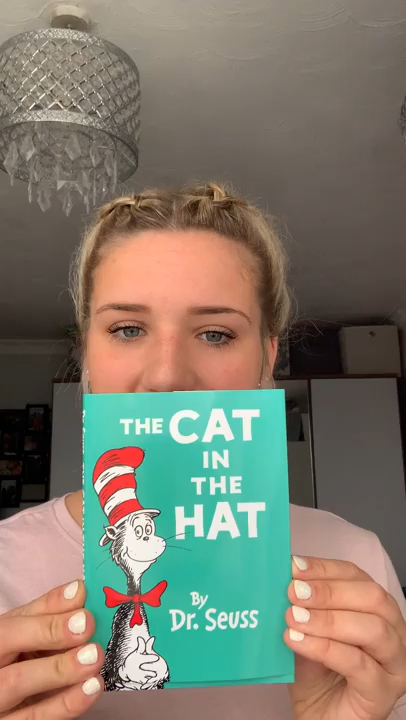 THE CAT
IN
THE
HAT
By
Dr. Seuss